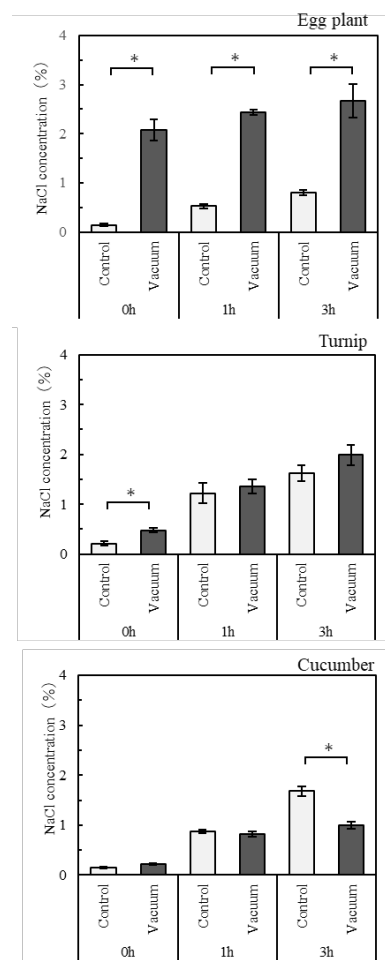 Egg plant
NaCl concentration (%)
4
3
2
1
0
*
*
*
Control
Vacuum
Control
Vacuum
Control
Vacuum
0h
1h
3h
Turnip
NaCl concentration (%)
4
3
2
1
0
*
Control
Vacuum
Control
Vacuum
Control
Vacuum
0h
1h
3h
Cucumber
NaCl concentration (%)
4
3
2
1
0
*
Control
Vacuum
Control
Vacuum
Control
Vacuum
0h
1h
3h